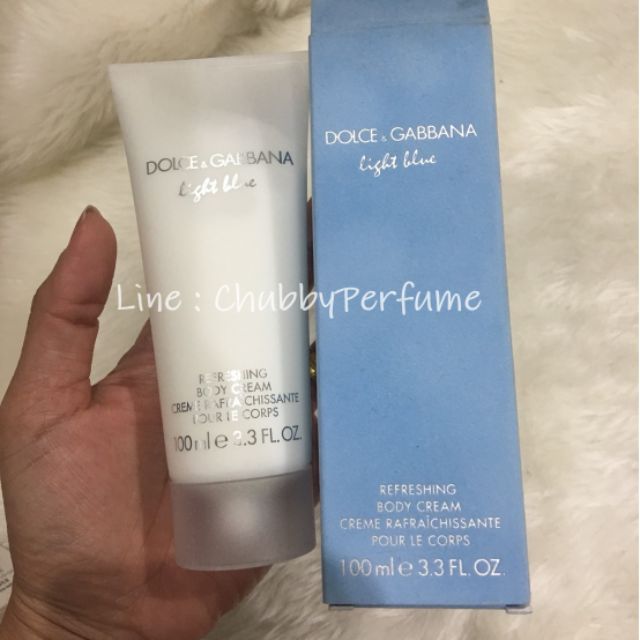 DOLCE & GABBANA
light blue
REFRESHING
BODY CREAM
CREME RAFRAÎCHISSANTE
POUR LE CORPS
100 ml e 3.3 FL. OZ.
DOLCE & GABBANA
light blue
REFRESHING
BODY CREAM
CREME RAFRAÎCHISSANTE
POUR LE CORPS
100 ml e 3.3 FL. OZ.
Line : ChubbyPerfume